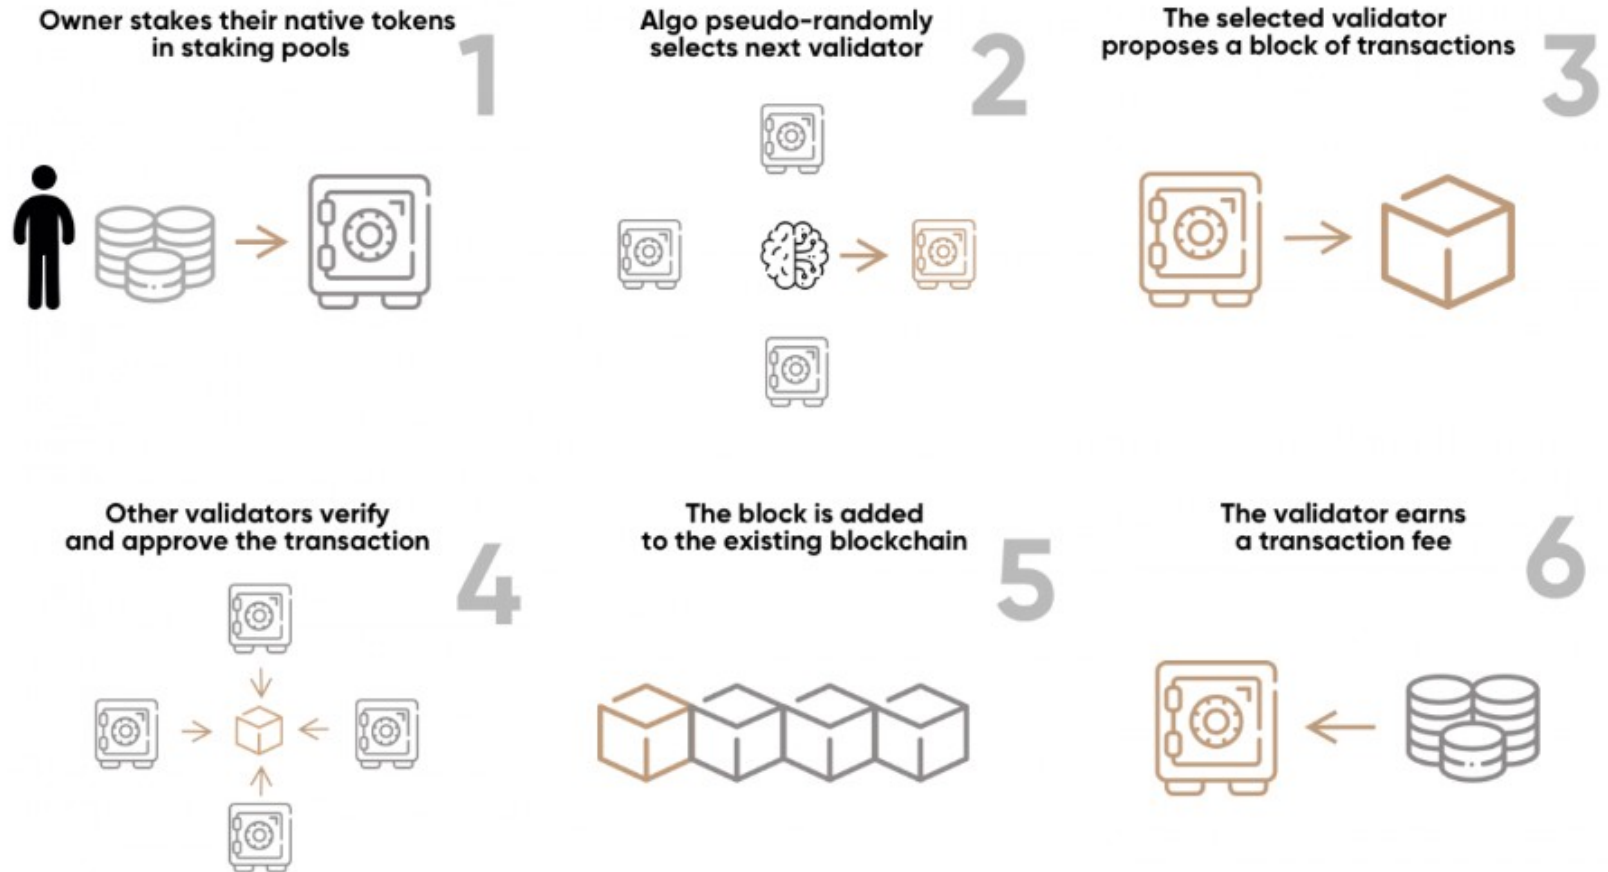 Owner stakes their native tokens
in staking pools
1
Algo pseudo-randomly
selects next validator
2
The selected validator
proposes a block of transactions
3
Other validators verify
and approve the transaction
4
The block is added
to the existing blockchain
5
The validator earns
a transaction fee
6